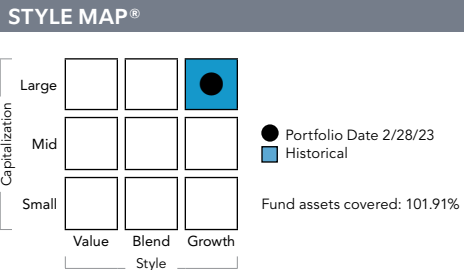 STYLE MAP®
Capitalization
Large
Mid
Small
Value Blend Growth
Style
Portfolio Date 2/28/23
Historical
Fund assets covered: 101.91%